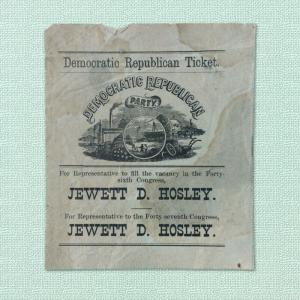 Democratic Republican Ticket.
DEMOCRATIC REPUBLICAN
PARTY
For Representative to fill the vacancy in the Forty-
sixth Congress,
JEWETT D. HOSLEY.
For Representative to the Forty-seventh Congress,
JEWETT D. HOSLEY.